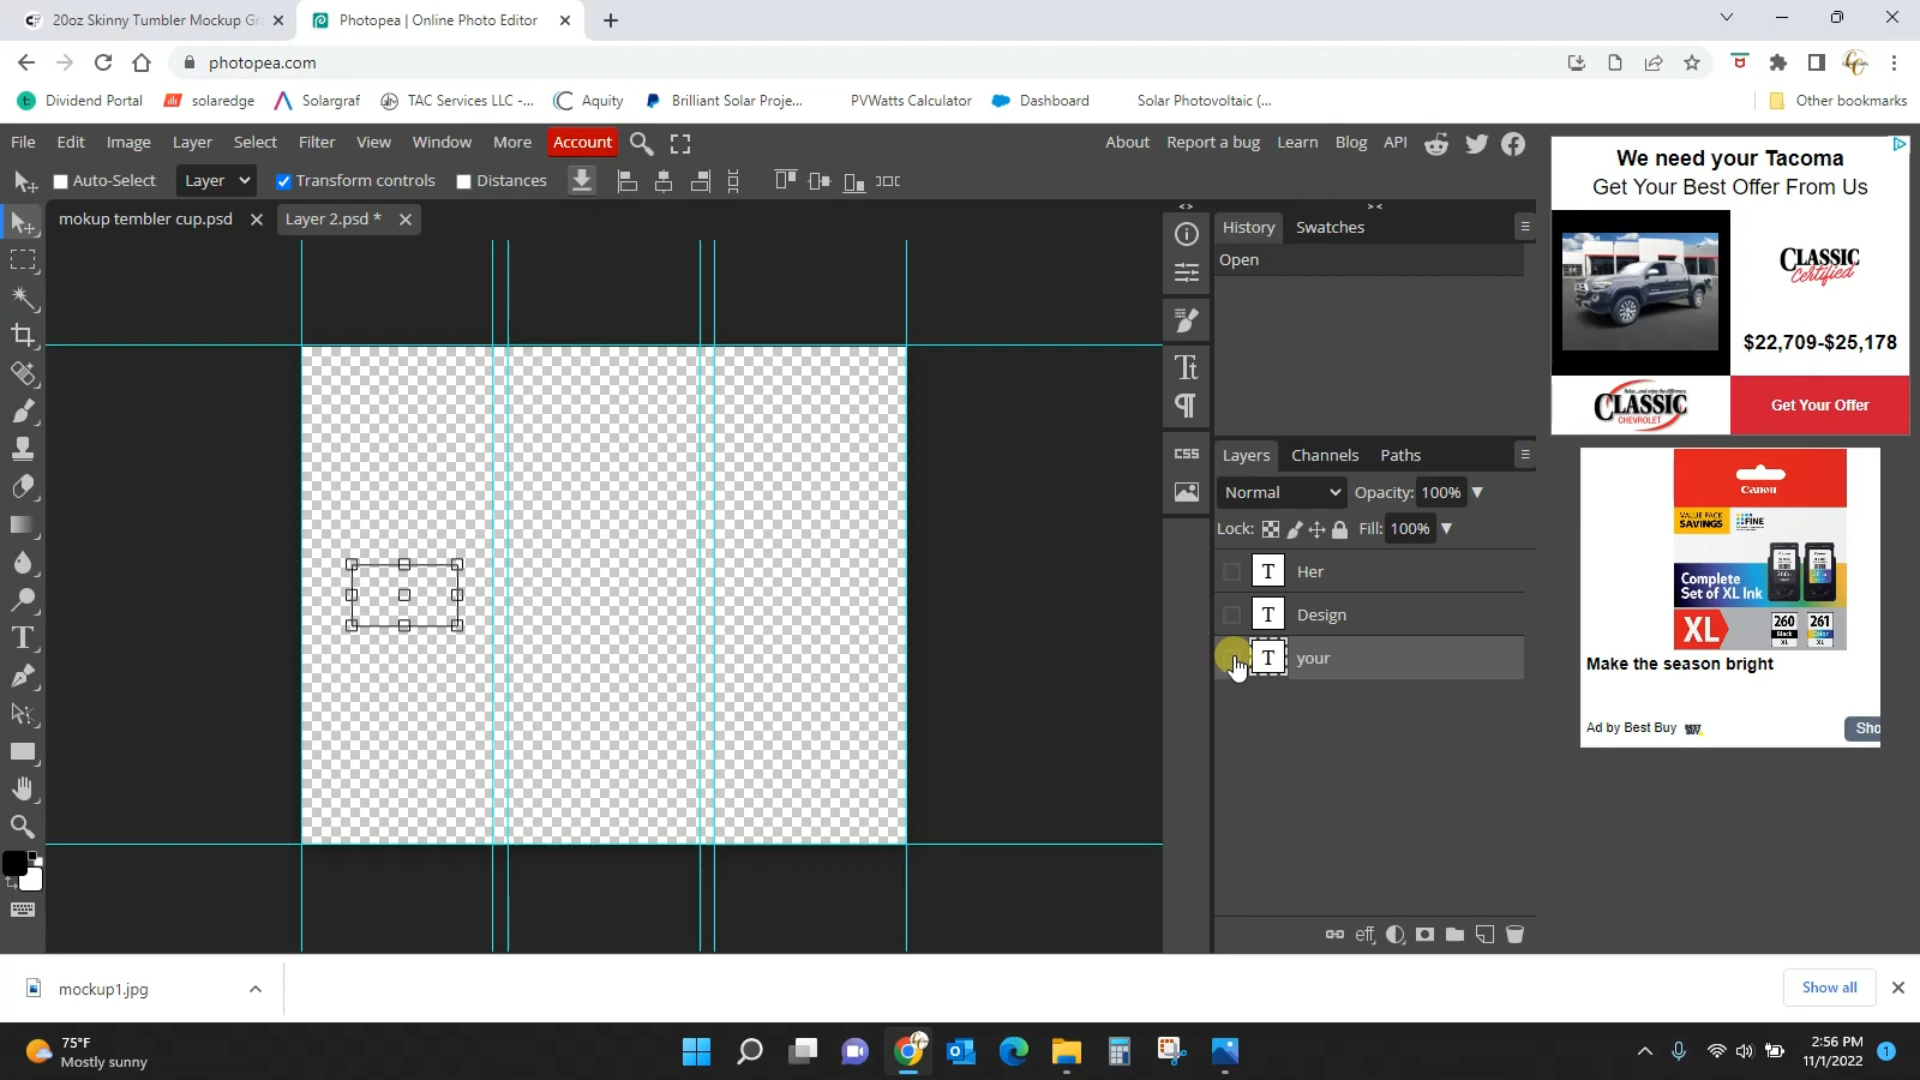 20oz Skinny Tumbler Mockup Gr
Photopea | Online Photo Editor
photopea.com
Dividend Portal
solaredge
Solargraf
TAC Services LLC -...
Aquity
Brilliant Solar Proje...
PVWatts Calculator
Dashboard
Solar Photovoltaic (...
Other bookmarks
File Edit Image Layer Select Filter View Window More Account
About Report a bug Learn Blog API
Auto-Select Layer Transform controls Distances
mokup tembler cup.psd
Layer 2.psd *
History Swatches
Open
CSS
Layers Channels Paths
Normal Opacity: 100%
Lock: Fill: 100%
T Her
T Design
T your
eff
We need your Tacoma
Get Your Best Offer From Us
CLASSIC
Certified
$22,709-$25,178
CLASSIC
CHEVROLET
Get Your Offer
Canon
VALUE PACK
SAVINGS
FINE
Complete
Set of XL Ink
XL
260
Black
XL
261
Color
XL
Make the season bright
Ad by Best Buy
Sho
mockup1.jpg
Show all
75°F
Mostly sunny
2:56 PM
11/1/2022
1